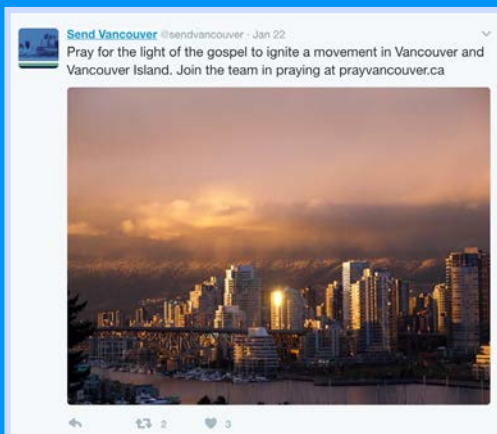 Send Vancouver @sendvancouver · Jan 22
Pray for the light of the gospel to ignite a movement in Vancouver and
Vancouver Island. Join the team in praying at prayvancouver.ca
2 3